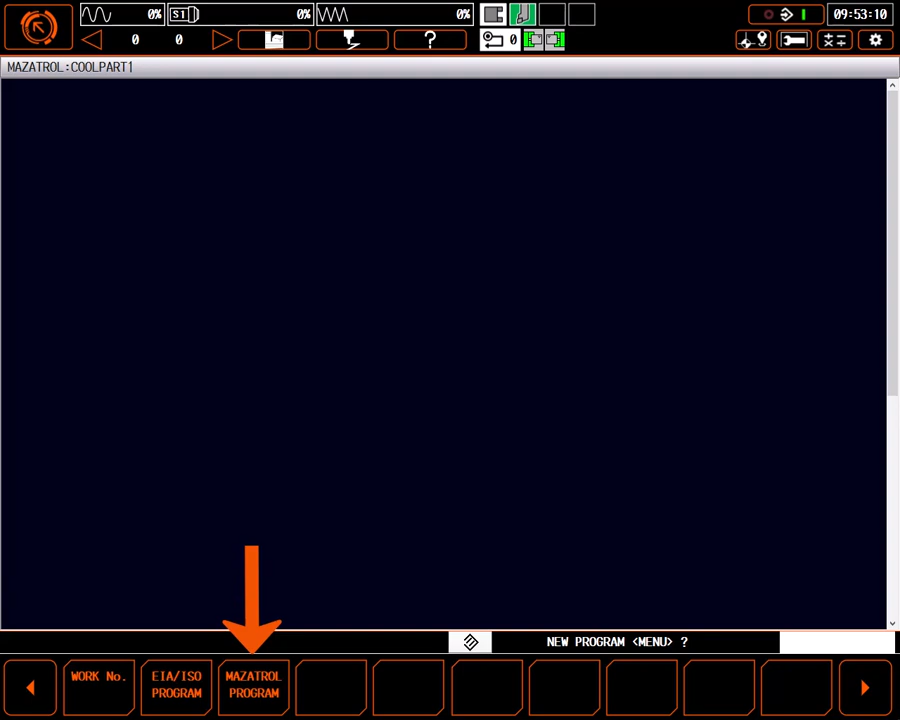 0% S1 0% 0% 09:53:10
0 0 ? 0
MAZATROL:COOLPART1
NEW PROGRAM <MENU> ?
WORK No.
EIA/ISO
PROGRAM
MAZATROL
PROGRAM